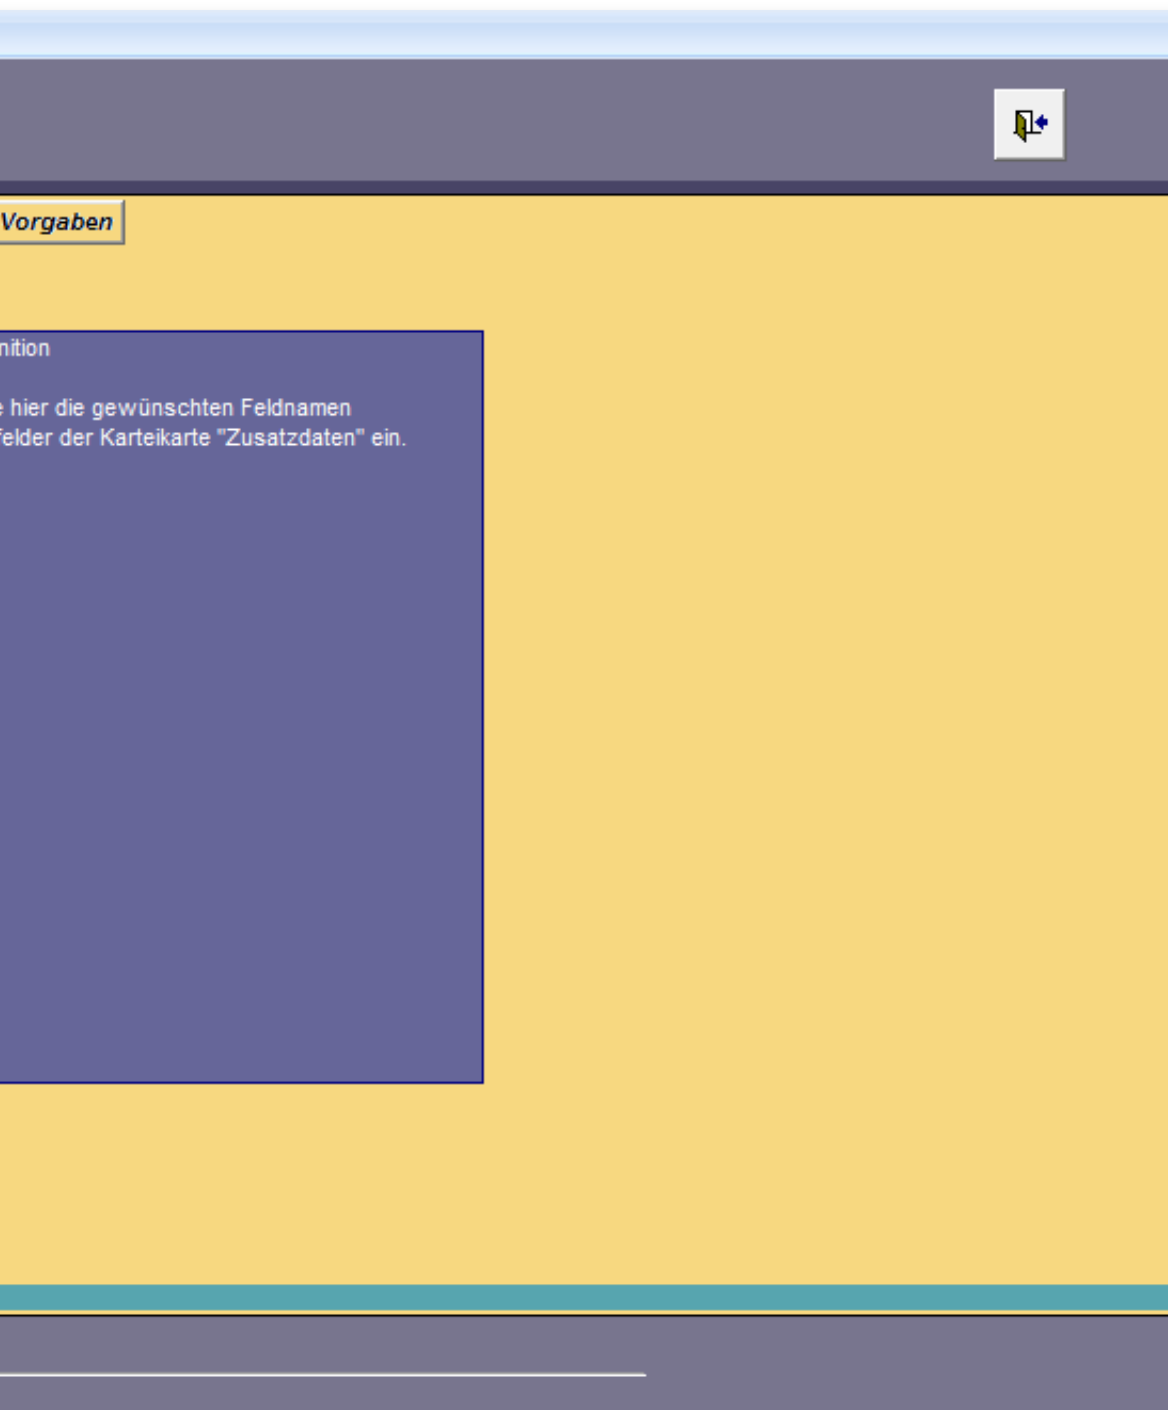 Vorgaben
nition
hier die gewünschten Feldnamen
felder der Karteikarte "Zusatzdaten" ein.